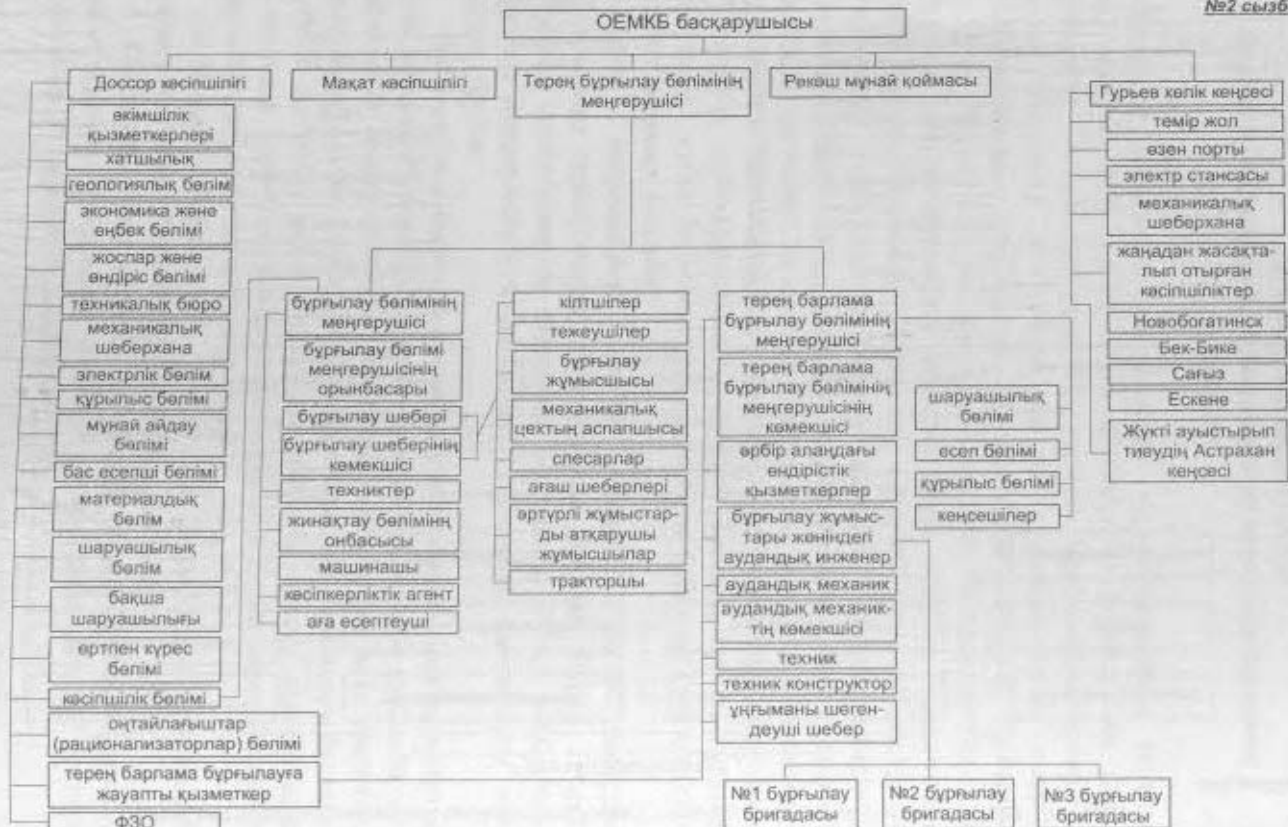 №2 сызб
ОЕМКБ басқарушысы
Доссор кәсіпшілігі
Мақат кәсіпшілігі
Терең бұрғылау бөлімінің
меңгерушісі
Рәкөш мұнай қоймасы
Гурьев көлік кеңсесі
әкімшілік
қызметкерлері
хатшылық
геологиялық бөлім
экономика және
еңбек бөлімі
жоспар және
өндіріс бөлімі
техникалық бюро
механикалық
шеберхана
электрлік бөлім
құрылыс бөлімі
мұнай айдау
бөлімі
бас есепші бөлімі
материалдық
бөлім
шаруашылық
бөлім
бақша
шаруашылығы
өртпен күрес
бөлімі
кәсіпшілік бөлімі
оңтайлағыштар
(рационализаторлар) бөлімі
терең барлама бұрғылауға
жауапты қызметкер
ФЗО
бұрғылау бөлімінің
меңгерушісі
бұрғылау бөлімі
меңгерушісінің
орынбасары
бұрғылау шебері
бұрғылау шеберінің
көмекшісі
техниктер
жинақтау бөлімінң
онбасысы
машинашы
кәсіпкерліктік агент
аға есептеуші
кілтшілер
тежеушілер
бұрғылау
жұмысшысы
механикалық
цехтың аспапшысы
слесарлар
ағаш шеберлері
әртүрлі жұмыстар-
ды атқарушы
жұмысшылар
тракторшы
терең барлама
бұрғылау бөлімінің
меңгерушісі
терең барлама
бұрғылау бөлімінің
меңгерушісінің
көмекшісі
әрбір алаңдағы
өндірістік
қызметкерлер
бұрғылау жұмыс-
тары жөніндегі
аудандық инженер
аудандық механик
аудандық механик-
тің көмекшісі
техник
техник конструктор
ұңғыманы шеген-
деуші шебер
шаруашылық
бөлімі
есеп бөлімі
құрылыс бөлімі
кеңсешілер
темір жол
өзен порты
электр стансасы
механикалық
шеберхана
жаңадан жасақта-
лып отырған
кәсіпшіліктер
Новобогатинск
Бек-Бике
Сағыз
Ескене
Жүкті ауыстырып
тиеудің Астрахан
кеңсесі
№1 бұрғылау
бригадасы
№2 бұрғылау
бригадасы
№3 бұрғылау
бригадасы